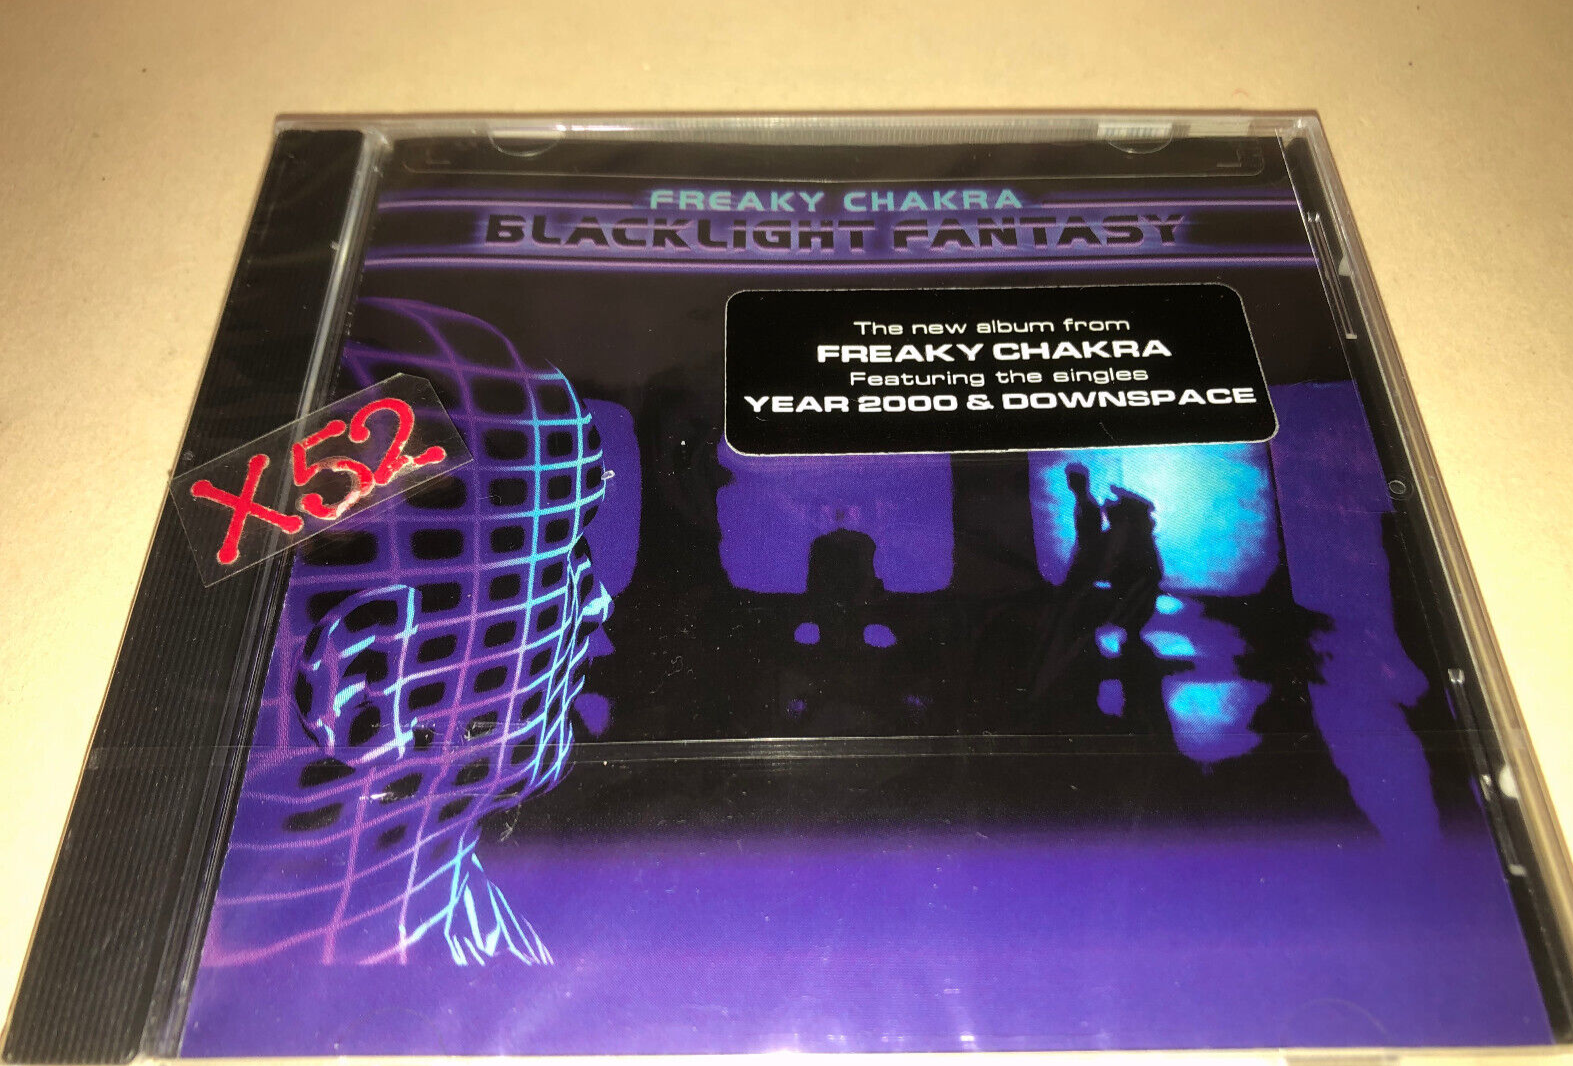 FREAKY CHAKRA
BLACKLIGHT FANTASY
The new album from
FREAKY CHAKRA
Featuring the singles
YEAR 2000 & DOWNSPACE
X52